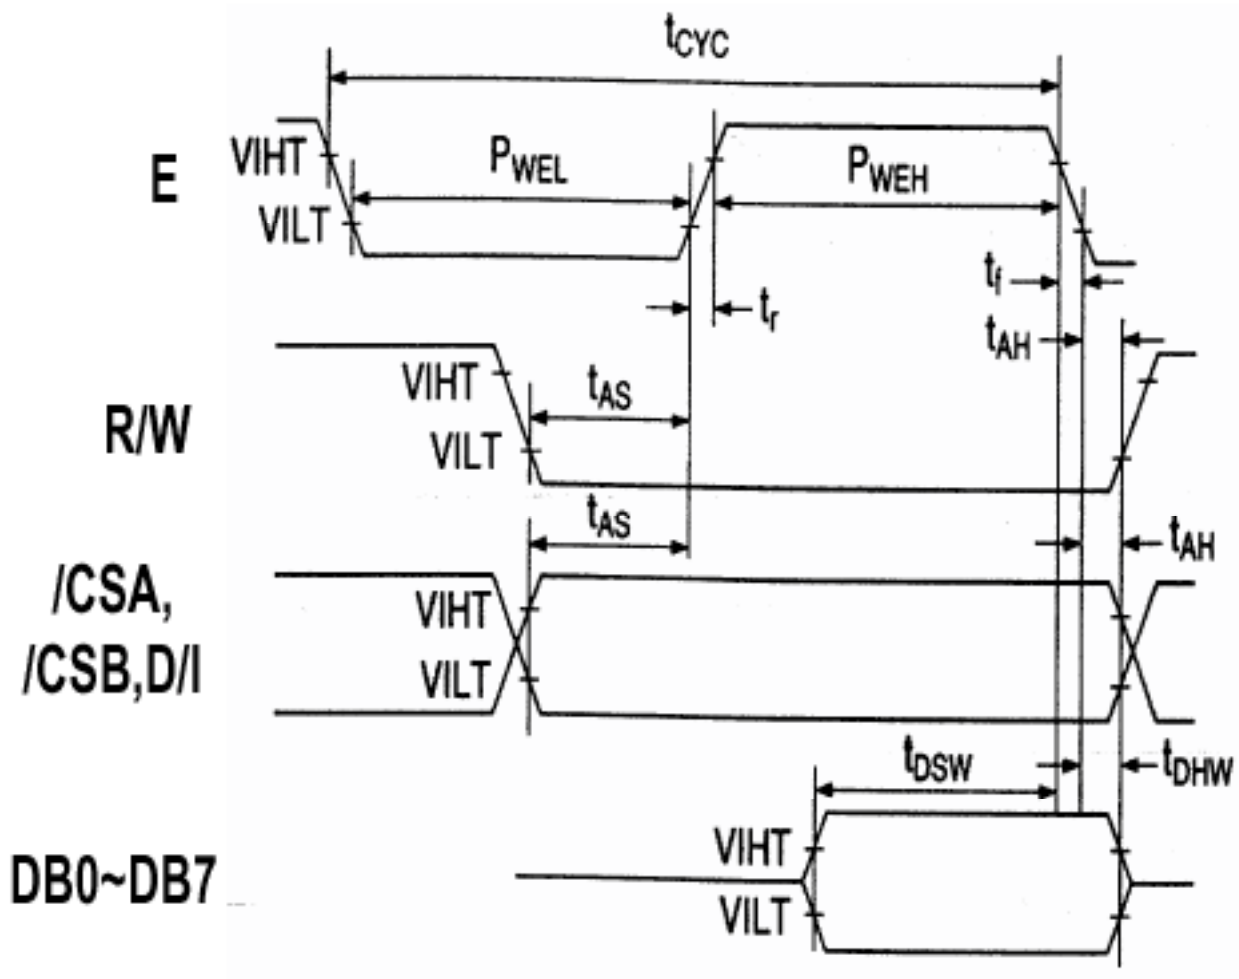 tCYC
E
VIHT
PWEL
PWEH
VILT
tf
tr
tAH
R/W
VIHT
tAS
VILT
tAS
tAH
/CSA,
/CSB,D/I
VIHT
VILT
tDSW
tDHW
DB0~DB7
VIHT
VILT